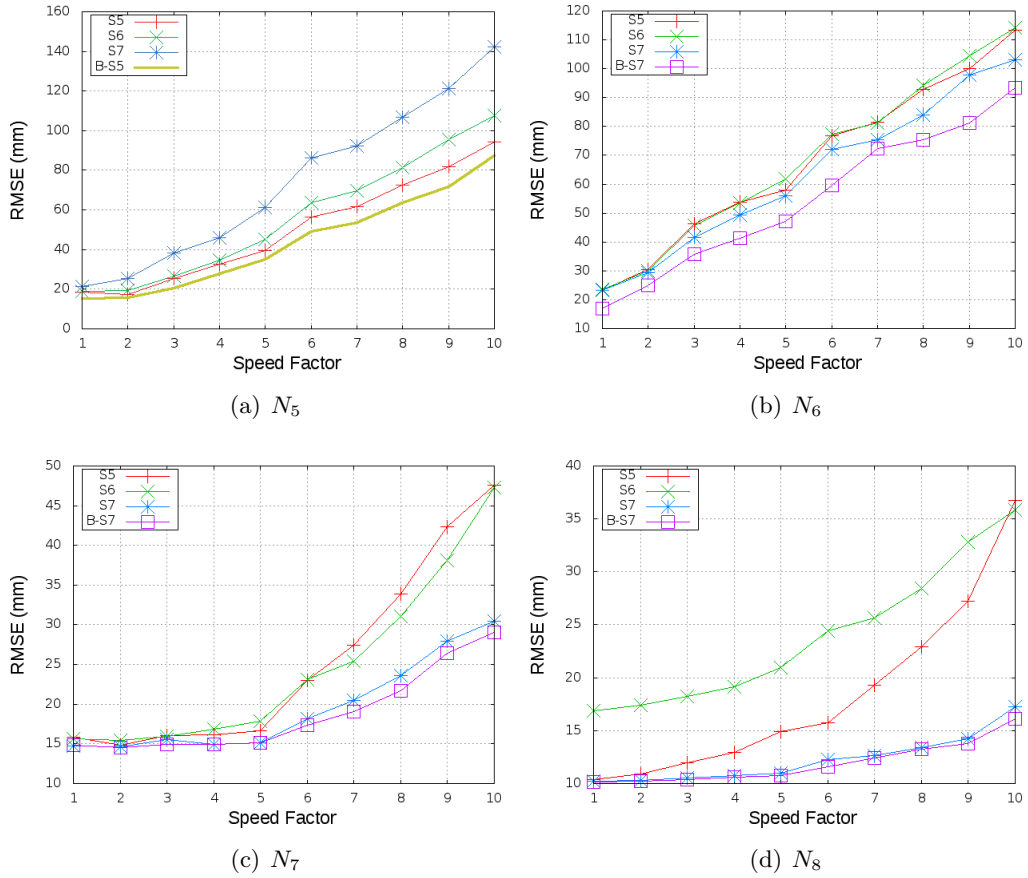 S5
S6
S7
B-S5
160
140
120
100
80
60
40
20
0
RMSE (mm)
1 2 3 4 5 6 7 8 9 10
Speed Factor
(a) N5
S5
S6
S7
B-S7
120
110
100
90
80
70
60
50
40
30
20
10
RMSE (mm)
1 2 3 4 5 6 7 8 9 10
Speed Factor
(b) N6
S5
S6
S7
B-S7
50
45
40
35
30
25
20
15
10
RMSE (mm)
1 2 3 4 5 6 7 8 9 10
Speed Factor
(c) N7
S5
S6
S7
B-S7
40
35
30
25
20
15
10
RMSE (mm)
1 2 3 4 5 6 7 8 9 10
Speed Factor
(d) N8